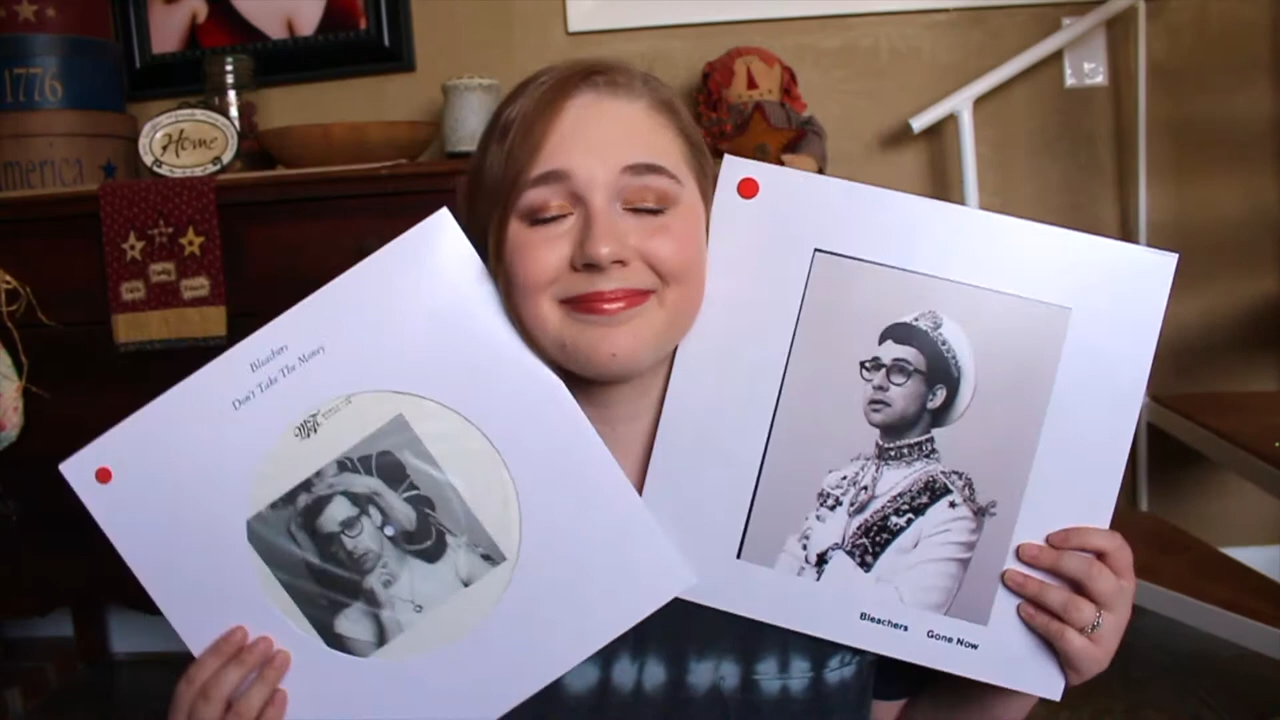 1776
America
Home
Bleachers
Don't Take The Money
Bleachers Gone Now